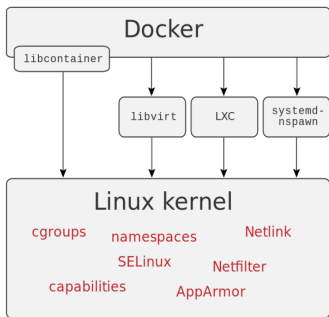 Docker
libcontainer
libvirt
LXC
systemd-
nspawn
Linux kernel
cgroups
namespaces
Netlink
SELinux
Netfilter
capabilities
AppArmor